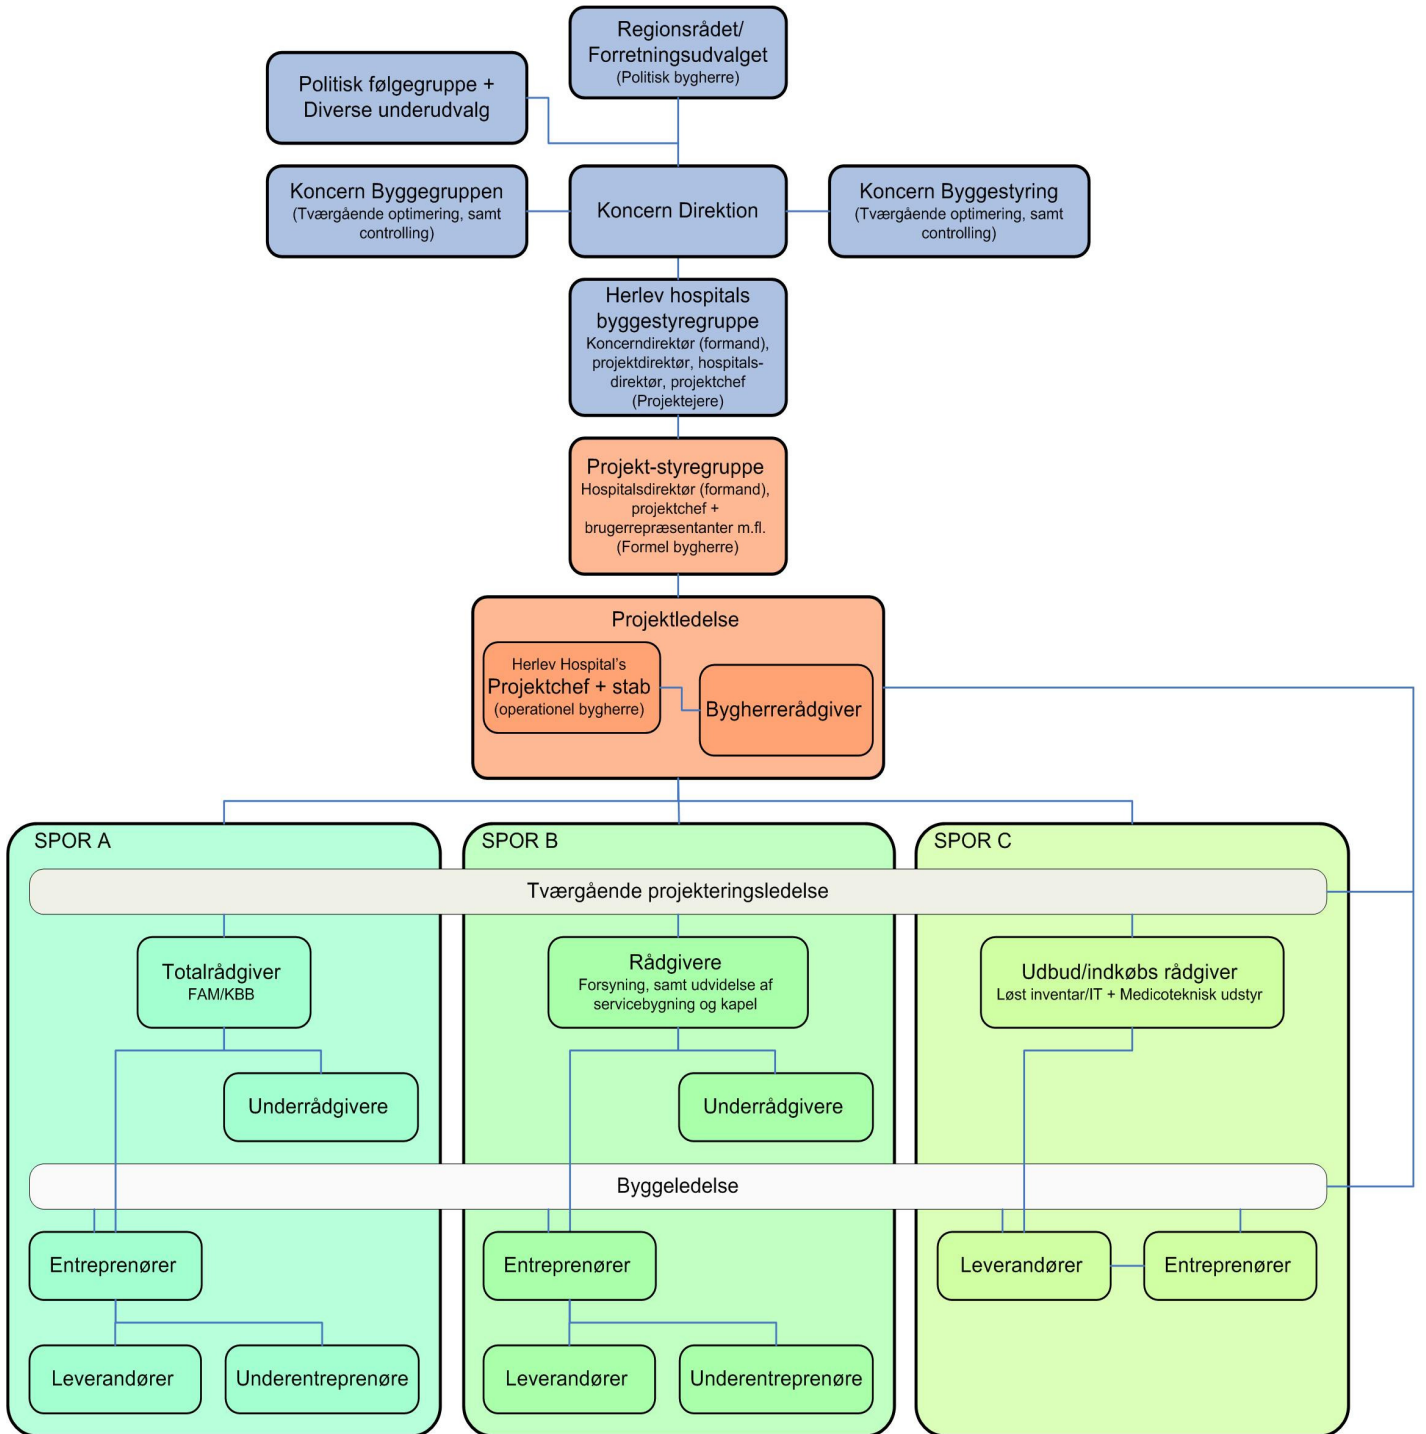 Regionsrådet/
Forretningsudvalget
(Politisk bygherre)
Politisk følgegruppe +
Diverse underudvalg
Koncern Byggegruppen
(Tværgående optimering, samt
controlling)
Koncern Direktion
Koncern Byggestyring
(Tværgående optimering, samt
controlling)
Herlev hospitals
byggestyregruppe
Koncerndirektør (formand),
projektdirektør, hospitals-
direktør, projektchef
(Projektejere)
Projekt-styregruppe
Hospitalsdirektør (formand),
projektchef +
brugerrepræsentanter m.fl.
(Formel bygherre)
Projektledelse
Herlev Hospital's
Projektchef + stab
(operationel bygherre)
Bygherrerådgiver
SPOR A
SPOR B
SPOR C
Tværgående projekteringsledelse
Totalrådgiver
FAM/KBB
Rådgivere
Forsyning, samt udvidelse af
servicebygning og kapel
Udbud/indkøbs rådgiver
Løst inventar/IT + Medicoteknisk udstyr
Underrådgivere
Underrådgivere
Byggeledelse
Entreprenører
Entreprenører
Leverandører
Entreprenører
Leverandører
Underentreprenøre
Leverandører
Underentreprenøre